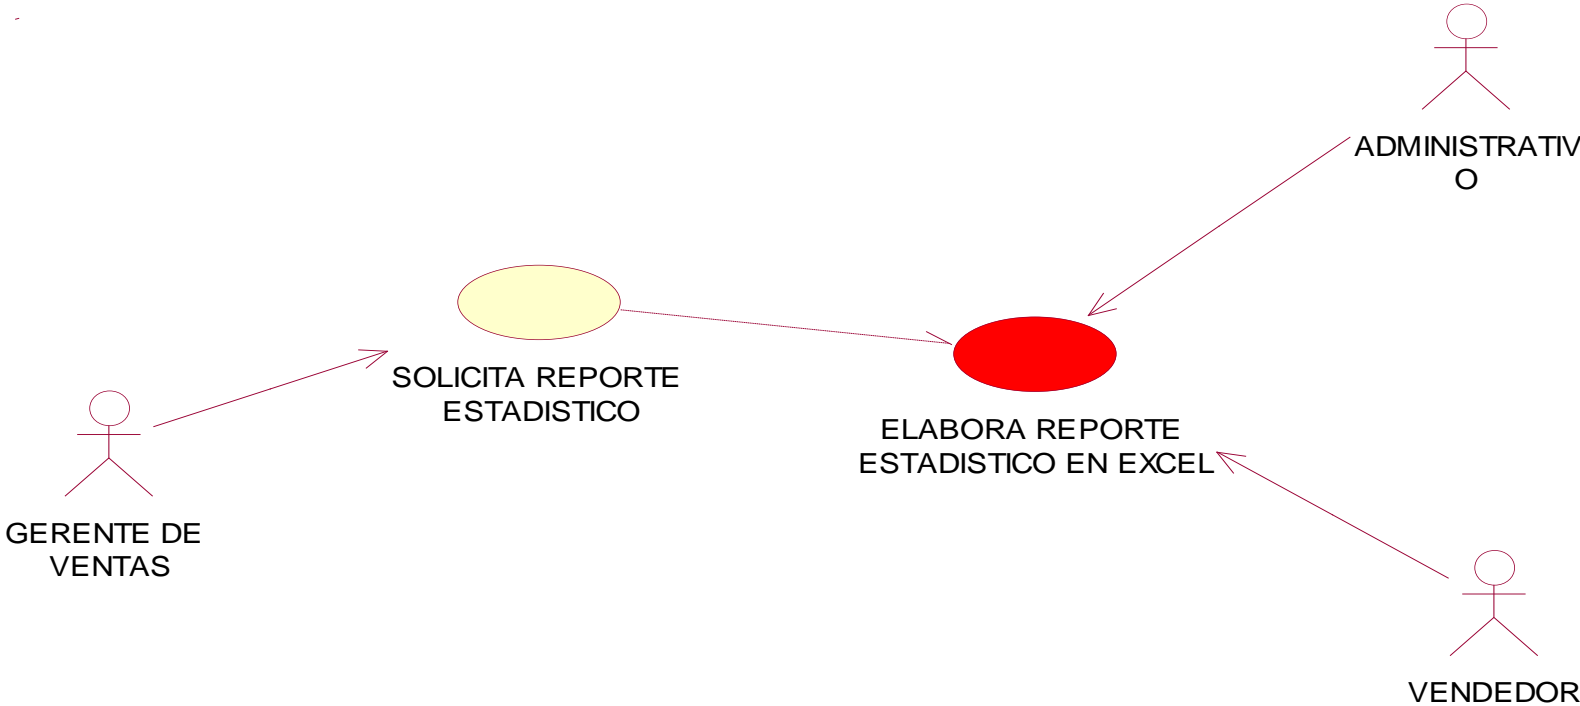 ADMINISTRATIV
O
SOLICITA REPORTE
ESTADISTICO
ELABORA REPORTE
ESTADISTICO EN EXCEL
GERENTE DE
VENTAS
VENDEDOR